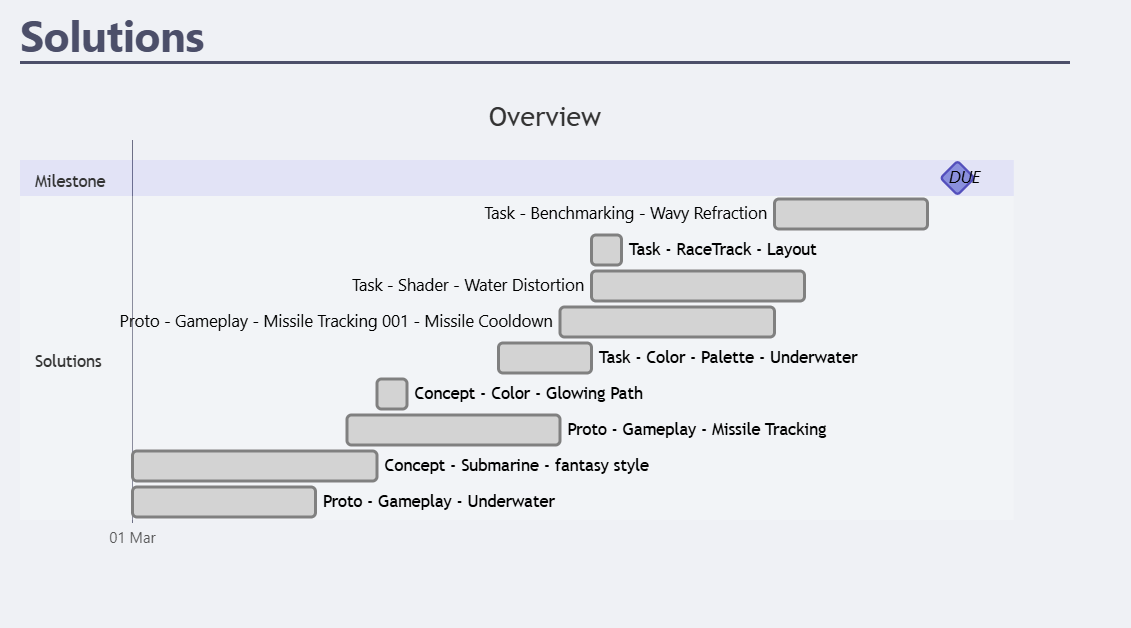 Solutions
Overview
Milestone
DUE
Task - Benchmarking - Wavy Refraction
Task - RaceTrack - Layout
Task - Shader - Water Distortion
Proto - Gameplay - Missile Tracking 001 - Missile Cooldown
Solutions
Task - Color - Palette - Underwater
Concept - Color - Glowing Path
Proto - Gameplay - Missile Tracking
Concept - Submarine - fantasy style
Proto - Gameplay - Underwater
01 Mar